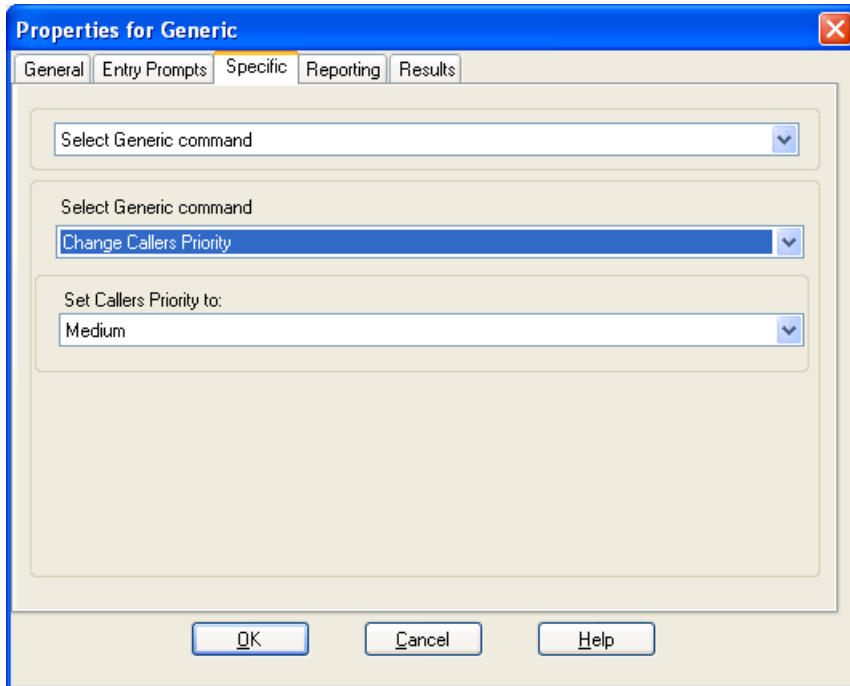 Properties for Generic
General Entry Prompts Specific Reporting Results
Select Generic command
Select Generic command
Change Callers Priority
Set Callers Priority to:
Medium
OK Cancel Help